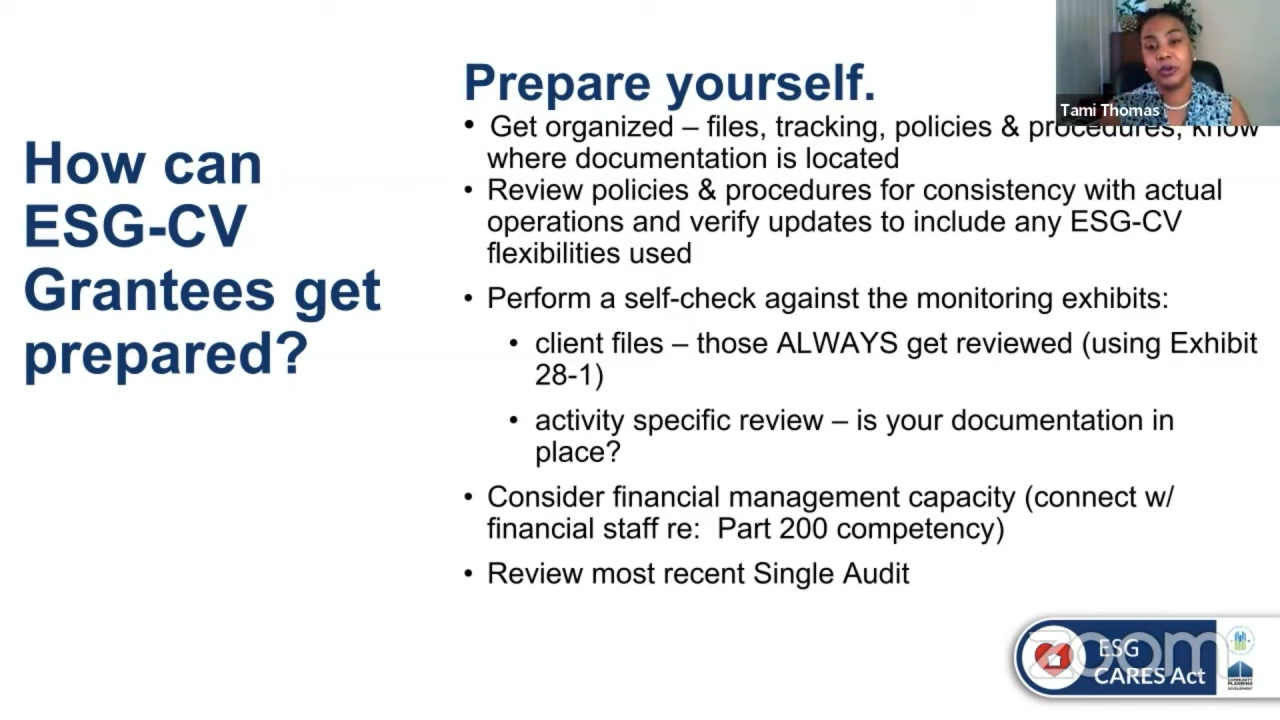 Tami Thomas
How can
ESG-CV
Grantees get
prepared?
Prepare yourself.
• Get organized – files, tracking, policies & procedures, know
where documentation is located
• Review policies & procedures for consistency with actual
operations and verify updates to include any ESG-CV
flexibilities used
• Perform a self-check against the monitoring exhibits:
• client files – those ALWAYS get reviewed (using Exhibit
28-1)
• activity specific review – is your documentation in
place?
• Consider financial management capacity (connect w/
financial staff re:  Part 200 competency)
• Review most recent Single Audit
zoom
ESG
CARES Act
COMMUNITY
PLANNING
DEVELOPMENT